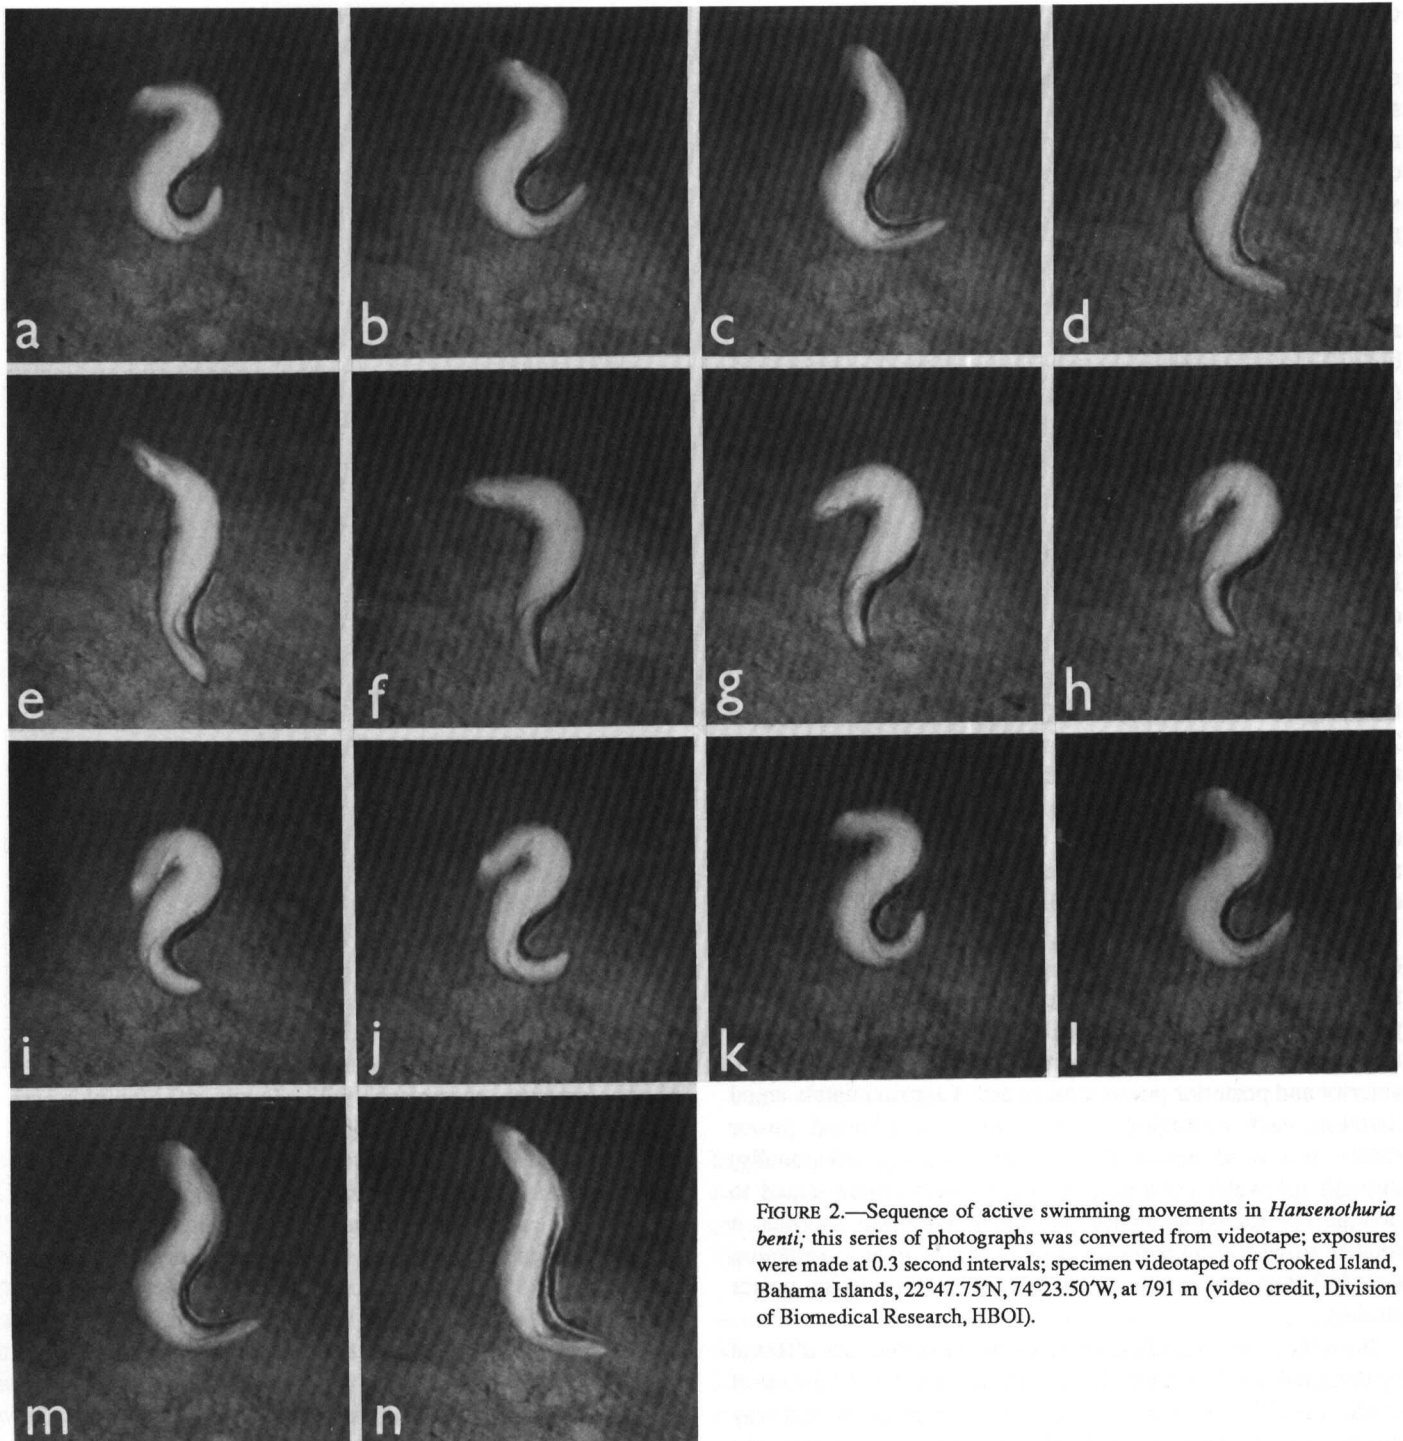 a
b
c
d
e
f
g
h
i
j
k
l
m
n
FIGURE 2.—Sequence of active swimming movements in Hansenothuria
benti; this series of photographs was converted from videotape; exposures
were made at 0.3 second intervals; specimen videotaped off Crooked Island,
Bahama Islands, 22°47.75′N, 74°23.50′W, at 791 m (video credit, Division
of Biomedical Research, HBOI).